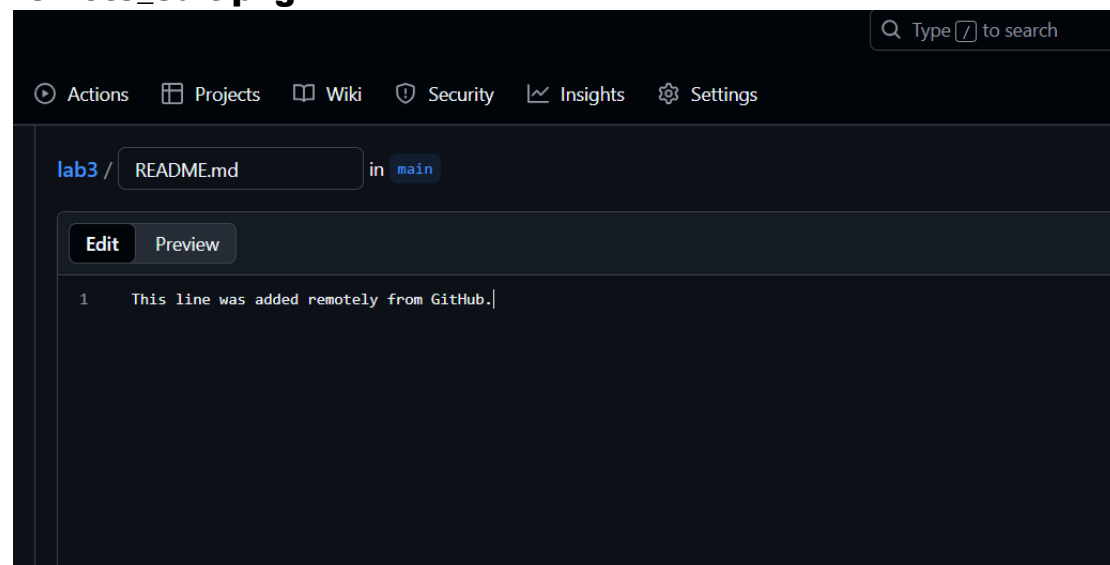 Type / to search
Actions Projects Wiki Security Insights Settings
lab3 / README.md in main
Edit Preview
1 This line was added remotely from GitHub.